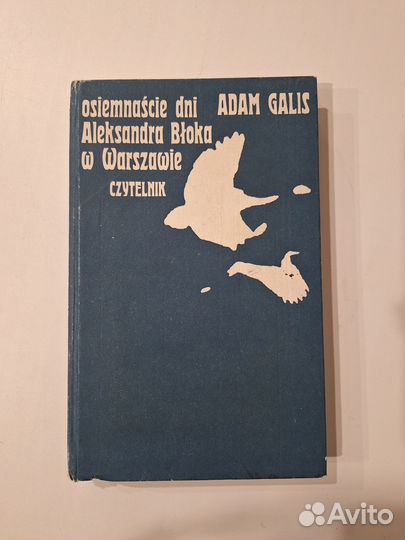 osiemnaście dni ADAM GALIS
Aleksandra Błoka
w Warszawie
CZYTELNIK
Avito